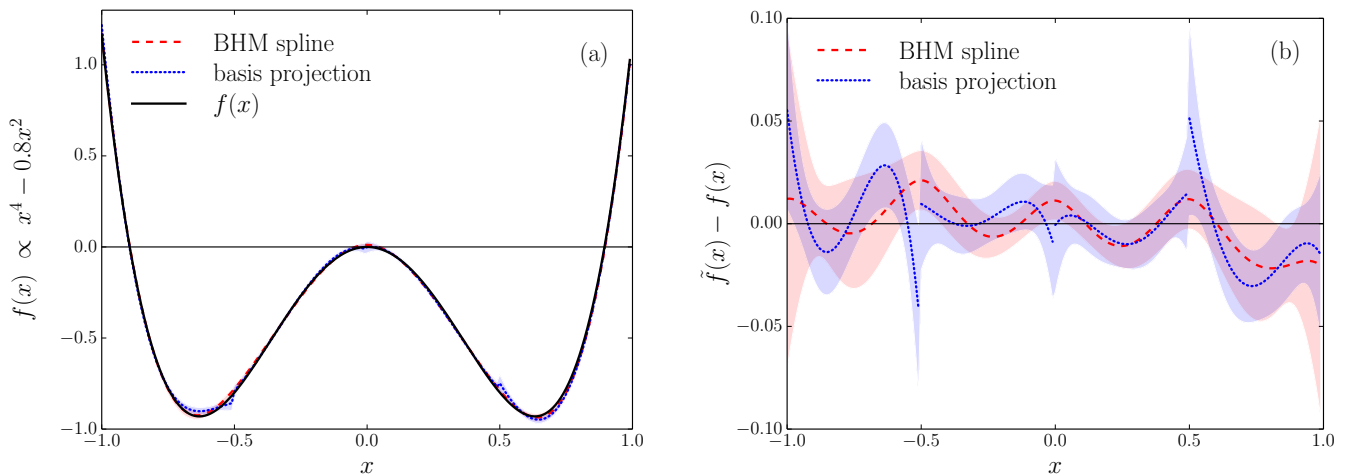 BHM spline
basis projection
f(x)
(a)
f(x) ∝ x⁴ − 0.8x²
1.0
0.5
0.0
−0.5
−1.0
−1.0
−0.5
0.0
0.5
1.0
x
BHM spline
basis projection
(b)
f̃(x) − f(x)
0.10
0.05
0.00
−0.05
−0.10
−1.0
−0.5
0.0
0.5
1.0
x